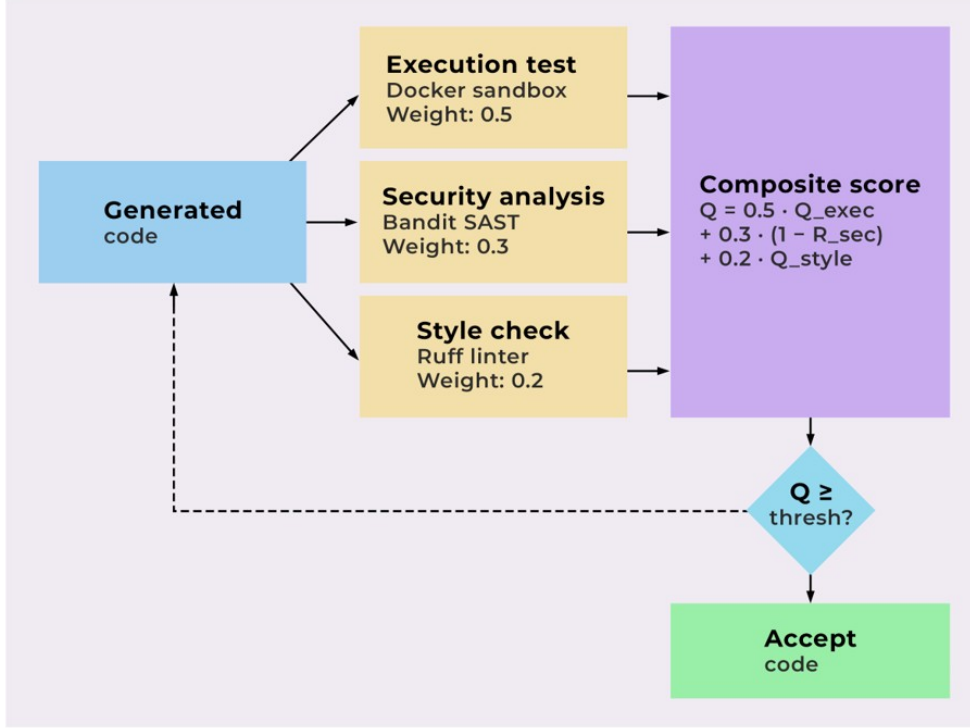 Generated
code
Execution test
Docker sandbox
Weight: 0.5
Security analysis
Bandit SAST
Weight: 0.3
Style check
Ruff linter
Weight: 0.2
Composite score
Q = 0.5 · Q_exec
+ 0.3 · (1 − R_sec)
+ 0.2 · Q_style
Q ≥
thresh?
Accept
code